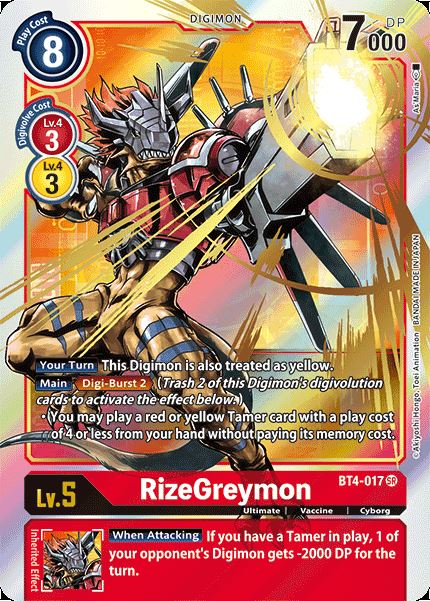 Play Cost
8
DIGIMON
7000
DP
Digivolve Cost
Lv.4
3
Lv.4
3
As'Maria
©Akiyoshi Hongo, Toei Animation BANDAI MADE IN JAPAN
Your Turn This Digimon is also treated as yellow.
Main Digi-Burst 2 (Trash 2 of this Digimon's digivolution
cards to activate the effect below.)
・(You may play a red or yellow Tamer card with a play cost
of 4 or less from your hand without paying its memory cost.
Lv.5
RizeGreymon
BT4-017 SR
Ultimate | Vaccine | Cyborg
Inherited Effect
When Attacking If you have a Tamer in play, 1 of
your opponent's Digimon gets -2000 DP for the
turn.